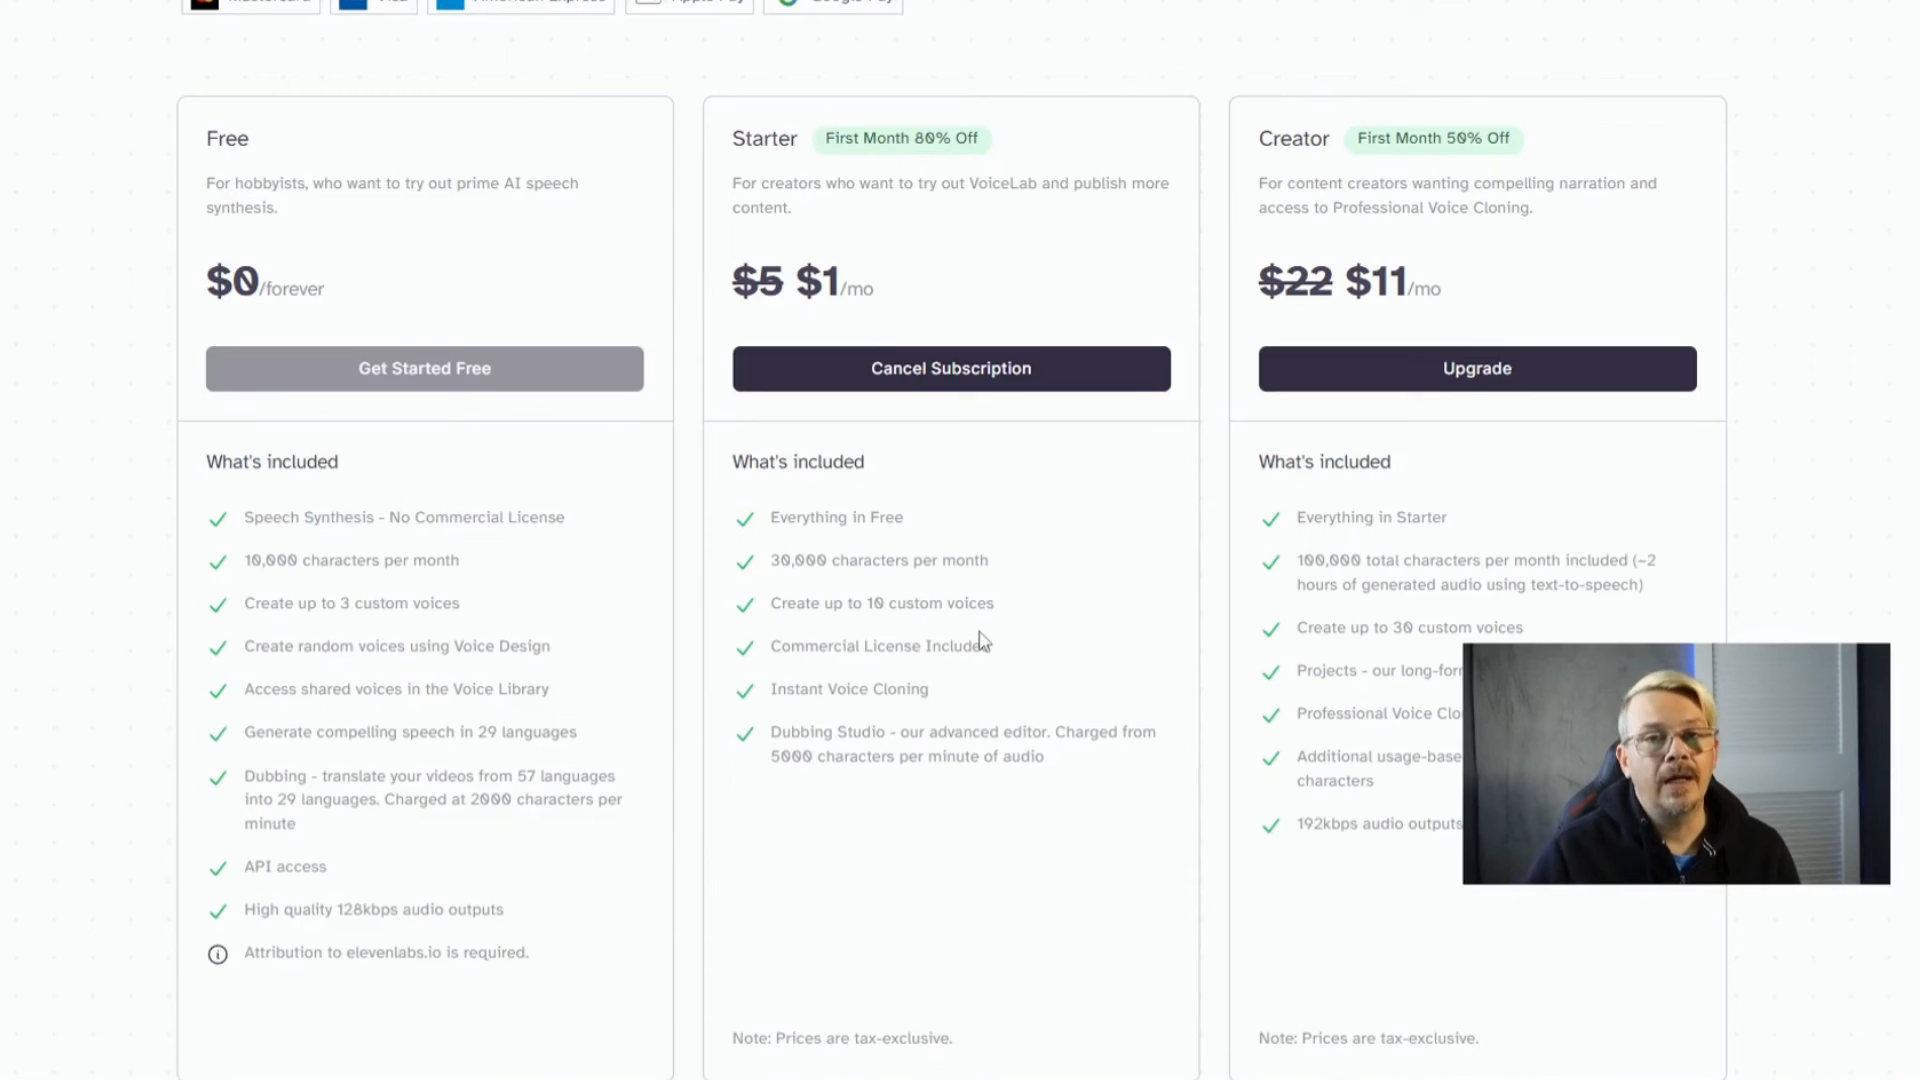 Mastercard
Visa
American Express
Apple Pay
Google Pay
Free
For hobbyists, who want to try out prime AI speech
synthesis.
$0/forever
Get Started Free
What's included
Speech Synthesis - No Commercial License
10,000 characters per month
Create up to 3 custom voices
Create random voices using Voice Design
Access shared voices in the Voice Library
Generate compelling speech in 29 languages
Dubbing - translate your videos from 57 languages
into 29 languages. Charged at 2000 characters per
minute
API access
High quality 128kbps audio outputs
Attribution to elevenlabs.io is required.
Starter First Month 80% Off
For creators who want to try out VoiceLab and publish more
content.
$5 $1/mo
Cancel Subscription
What's included
Everything in Free
30,000 characters per month
Create up to 10 custom voices
Commercial License Included
Instant Voice Cloning
Dubbing Studio - our advanced editor. Charged from
5000 characters per minute of audio
Note: Prices are tax-exclusive.
Creator First Month 50% Off
For content creators wanting compelling narration and
access to Professional Voice Cloning.
$22 $11/mo
Upgrade
What's included
Everything in Starter
100,000 total characters per month included (~2
hours of generated audio using text-to-speech)
Create up to 30 custom voices
Projects - our long-for
Professional Voice Clo
Additional usage-base
characters
192kbps audio outputs
Note: Prices are tax-exclusive.